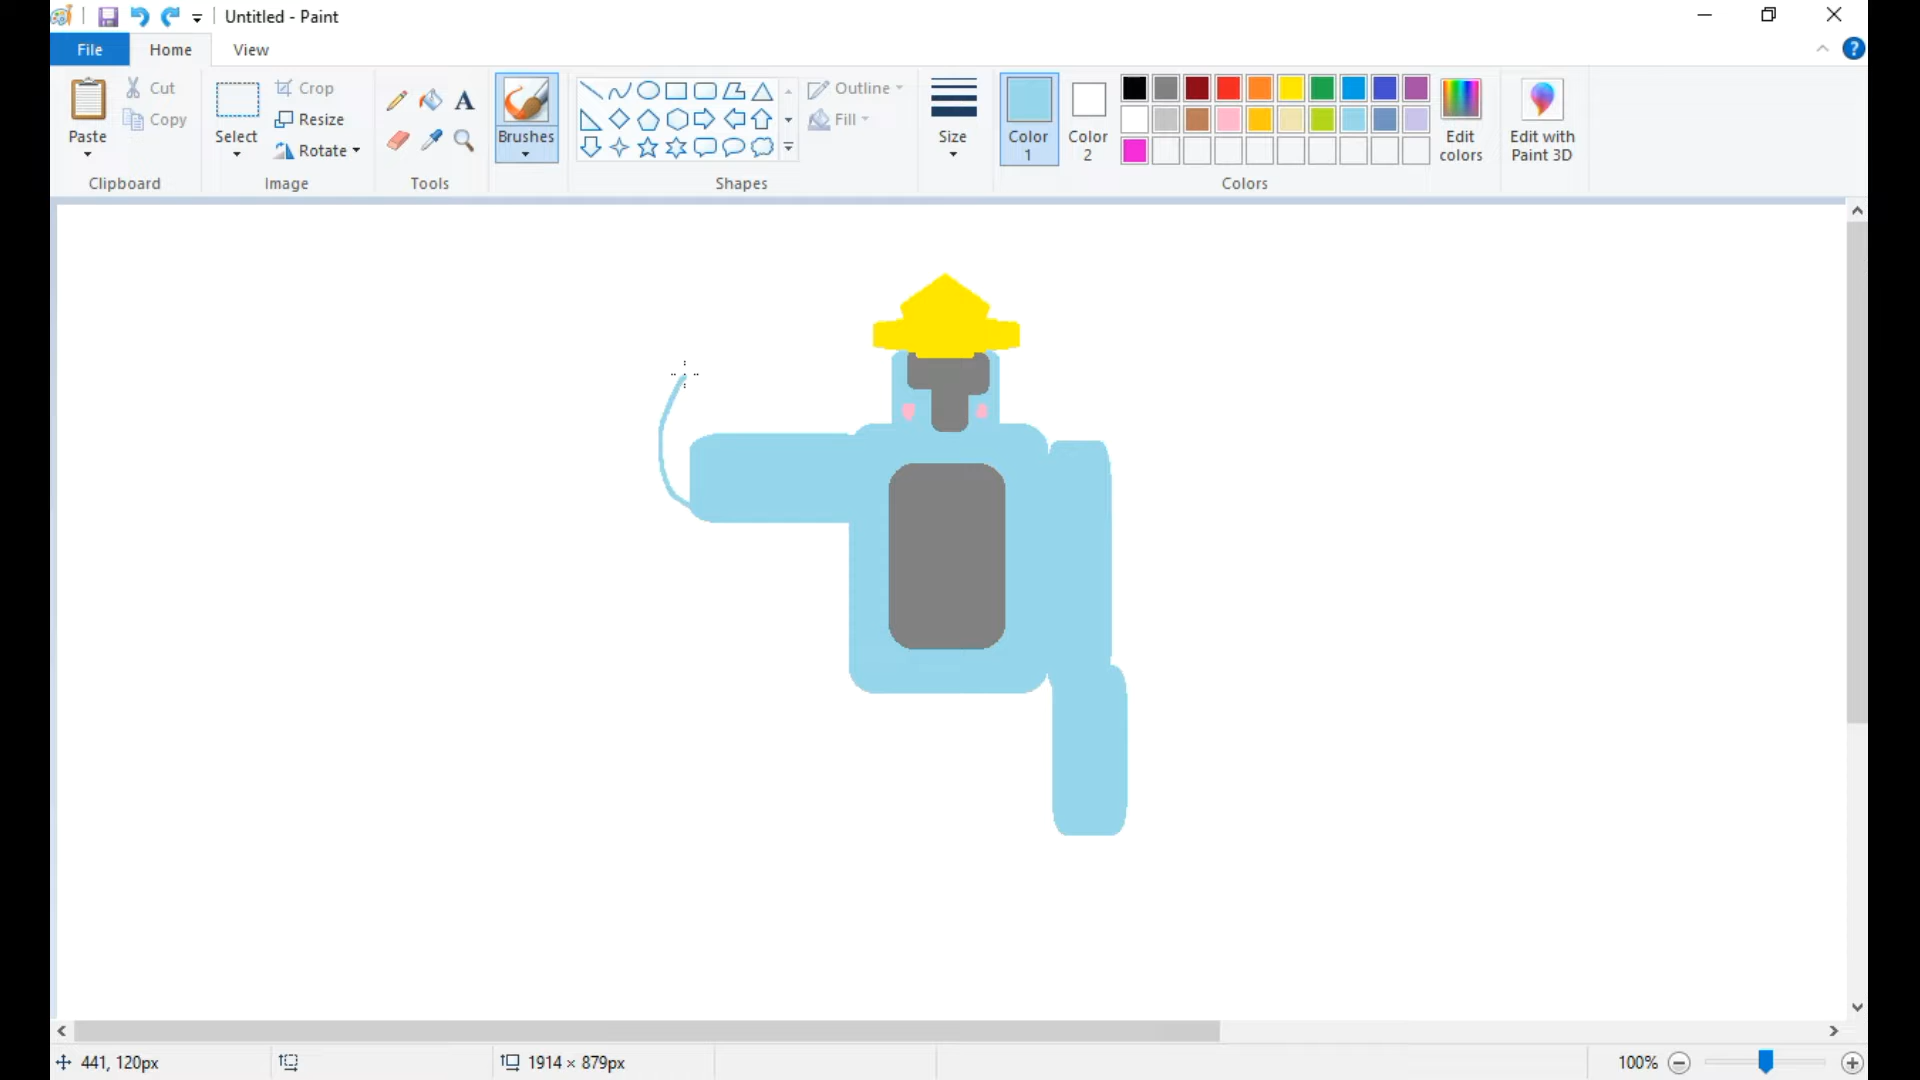 Untitled - Paint
File Home View
Paste
Cut
Copy
Clipboard
Select
Crop
Resize
Rotate
Image
A
Tools
Brushes
Outline
Fill
Shapes
Size
Color 1
Color 2
Edit colors
Colors
Edit with Paint 3D
?
441, 120px
1914 × 879px
100%